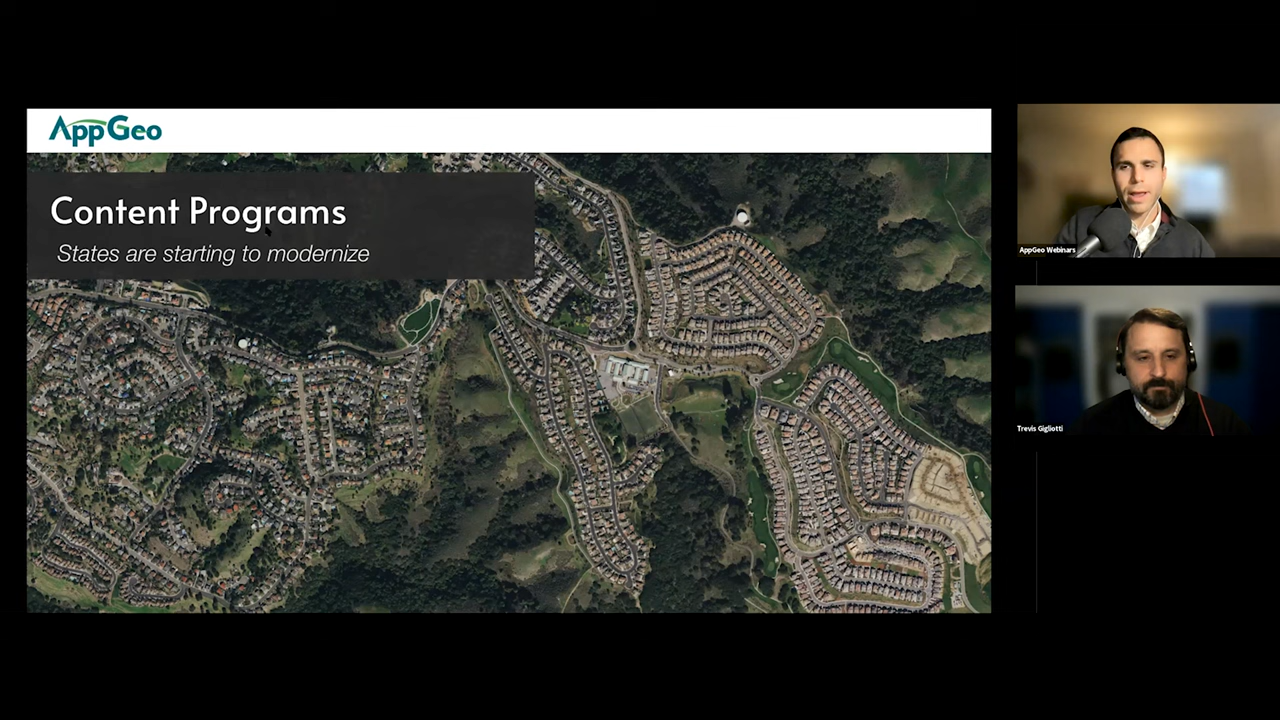 AppGeo
Content Programs
States are starting to modernize
AppGeo Webinars
Trevis Gigliotti